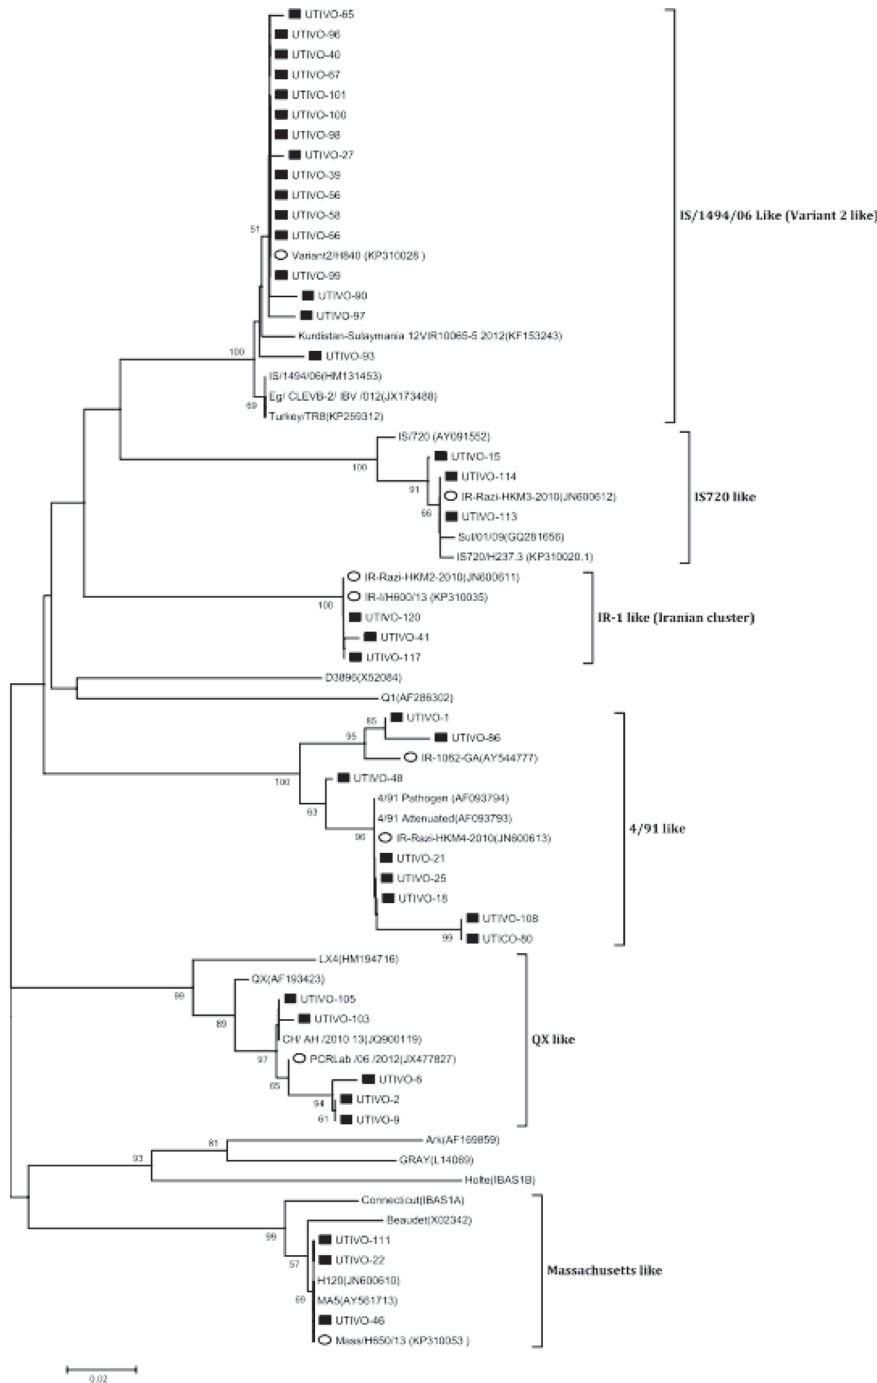 UTIVO-65
UTIVO-96
UTIVO-40
UTIVO-67
UTIVO-101
UTIVO-100
UTIVO-98
UTIVO-27
UTIVO-39
UTIVO-56
UTIVO-58
IS/1494/06 Like (Variant 2 like)
51
UTIVO-66
Variant2/H840 (KP310028 )
UTIVO-99
UTIVO-90
UTIVO-97
Kurdistan-Sulaymania 12VIR10065-5 2012(KF153243)
100
UTIVO-93
IS/1494/06(HM131453)
Eg/ CLEVB-2/ IBV /012(JX173488)
69
Turkey/TR8(KP259312)
IS/720 (AY091552)
UTIVO-15
100
UTIVO-114
91
IR-Razi-HKM3-2010(JN600612)
IS720 like
66
UTIVO-113
Sul/01/09(GQ281656)
IS720/H237.3 (KP310020.1)
IR-Razi-HKM2-2010(JN600611)
IR-I/H600/13 (KP310035)
100
UTIVO-120
IR-1 like (Iranian cluster)
UTIVO-41
UTIVO-117
D3896(X52084)
Q1(AF286302)
85
UTIVO-1
95
UTIVO-86
IR-1062-GA(AY544777)
100
UTIVO-48
4/91 Pathogen (AF093794)
63
4/91 Attenuated(AF093793)
4/91 like
96
IR-Razi-HKM4-2010(JN600613)
UTIVO-21
UTIVO-25
UTIVO-18
UTIVO-108
99
UTICO-80
LX4(HM194716)
QX(AF193423)
99
UTIVO-105
89
UTIVO-103
CH/ AH /2010 13(JQ900119)
QX like
97
PCRLab /06 /2012(JX477827)
65
UTIVO-6
94
UTIVO-2
61
UTIVO-9
81
Ark(AF169859)
93
GRAY(L14069)
Holte(IBAS1B)
Connecticut(IBAS1A)
Beaudet(X02342)
99
UTIVO-111
57
UTIVO-22
Massachusetts like
H120(JN600610)
69
MA5(AY561713)
UTIVO-46
Mass/H650/13 (KP310053 )
0.02